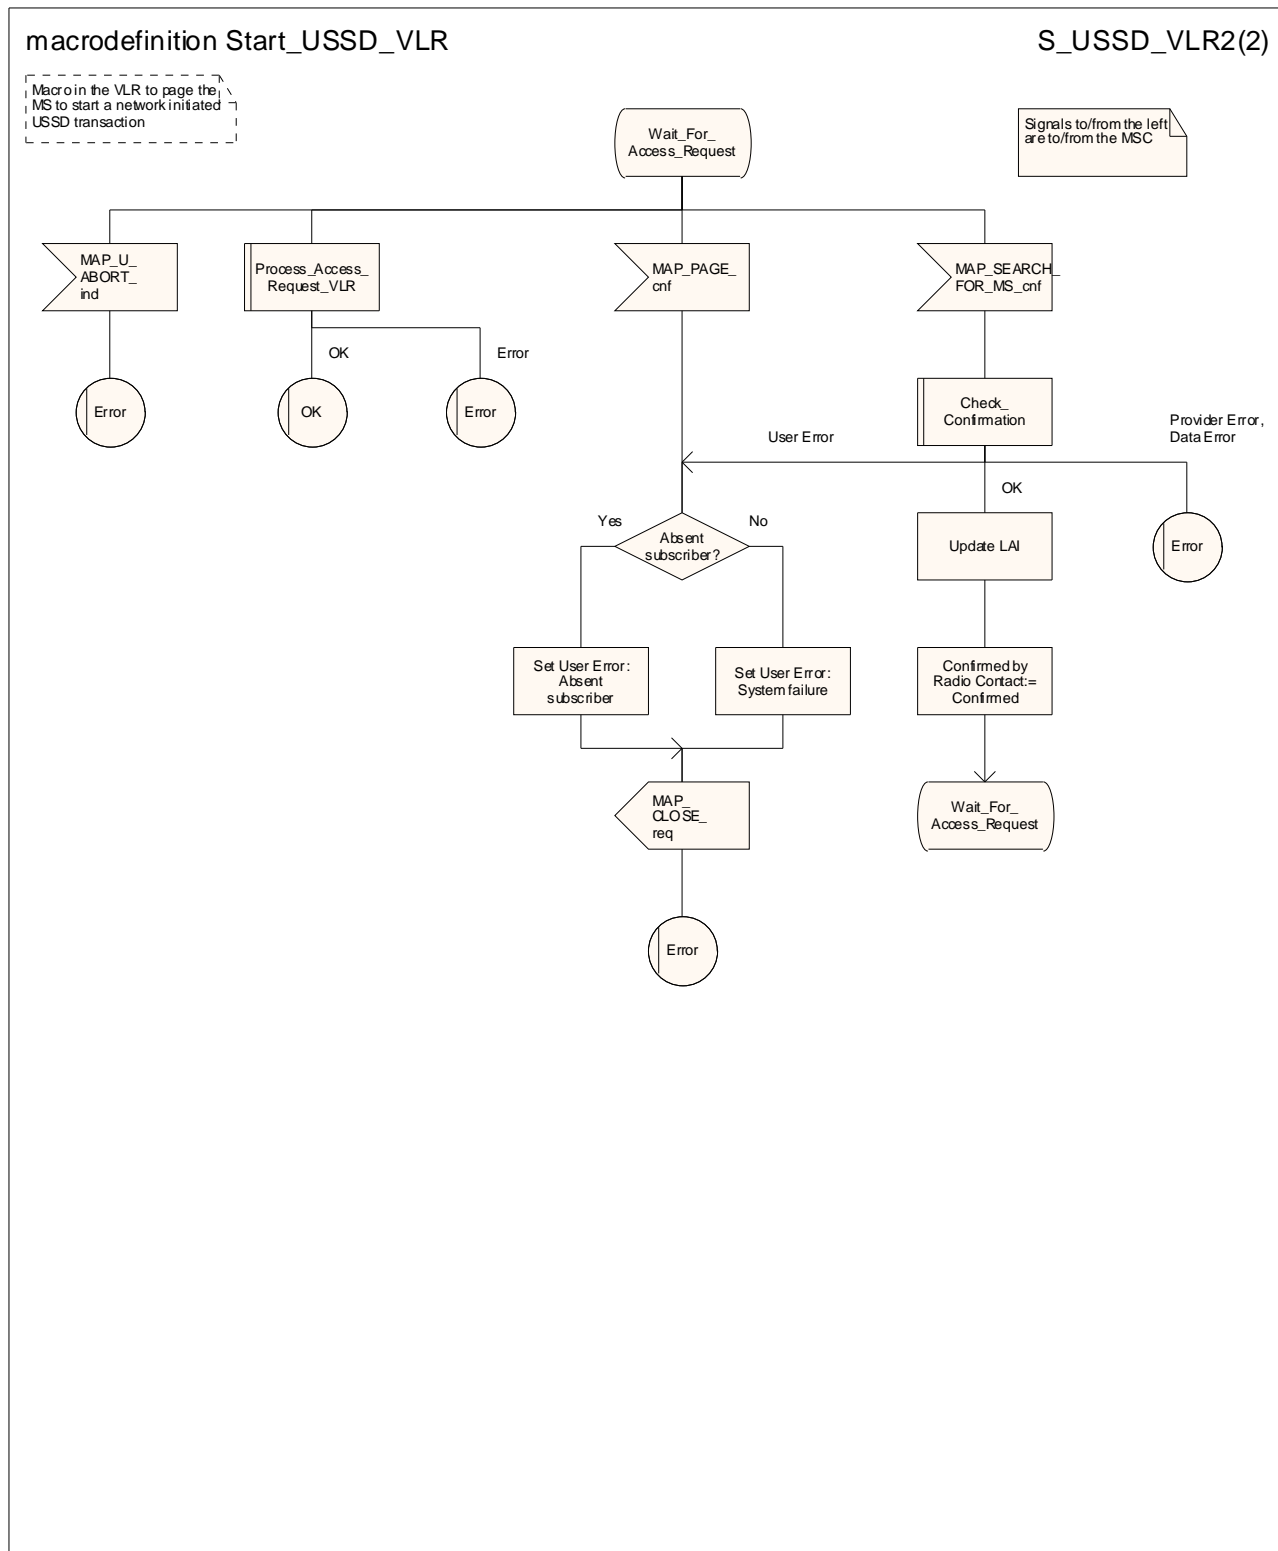 macrodefinition Start_USSD_VLR
S_USSD_VLR2(2)
Macro in the VLR to page the
MS to start a network initiated
USSD transaction
Wait_For_
Access_Request
Signals to/from the left
are to/from the MSC
MAP_U_
ABORT_
ind
Process_Access_
Request_VLR
MAP_PAGE_
cnf
MAP_SEARCH_
FOR_MS_cnf
OK
Error
Error
OK
Error
Check_
Confirmation
User Error
Provider Error,
Data Error
OK
Yes
No
Absent
subscriber?
Update LAI
Error
Set User Error:
Absent
subscriber
Set User Error:
System failure
Confirmed by
Radio Contact:=
Confirmed
MAP_
CLOSE_
req
Wait_For_
Access_Request
Error